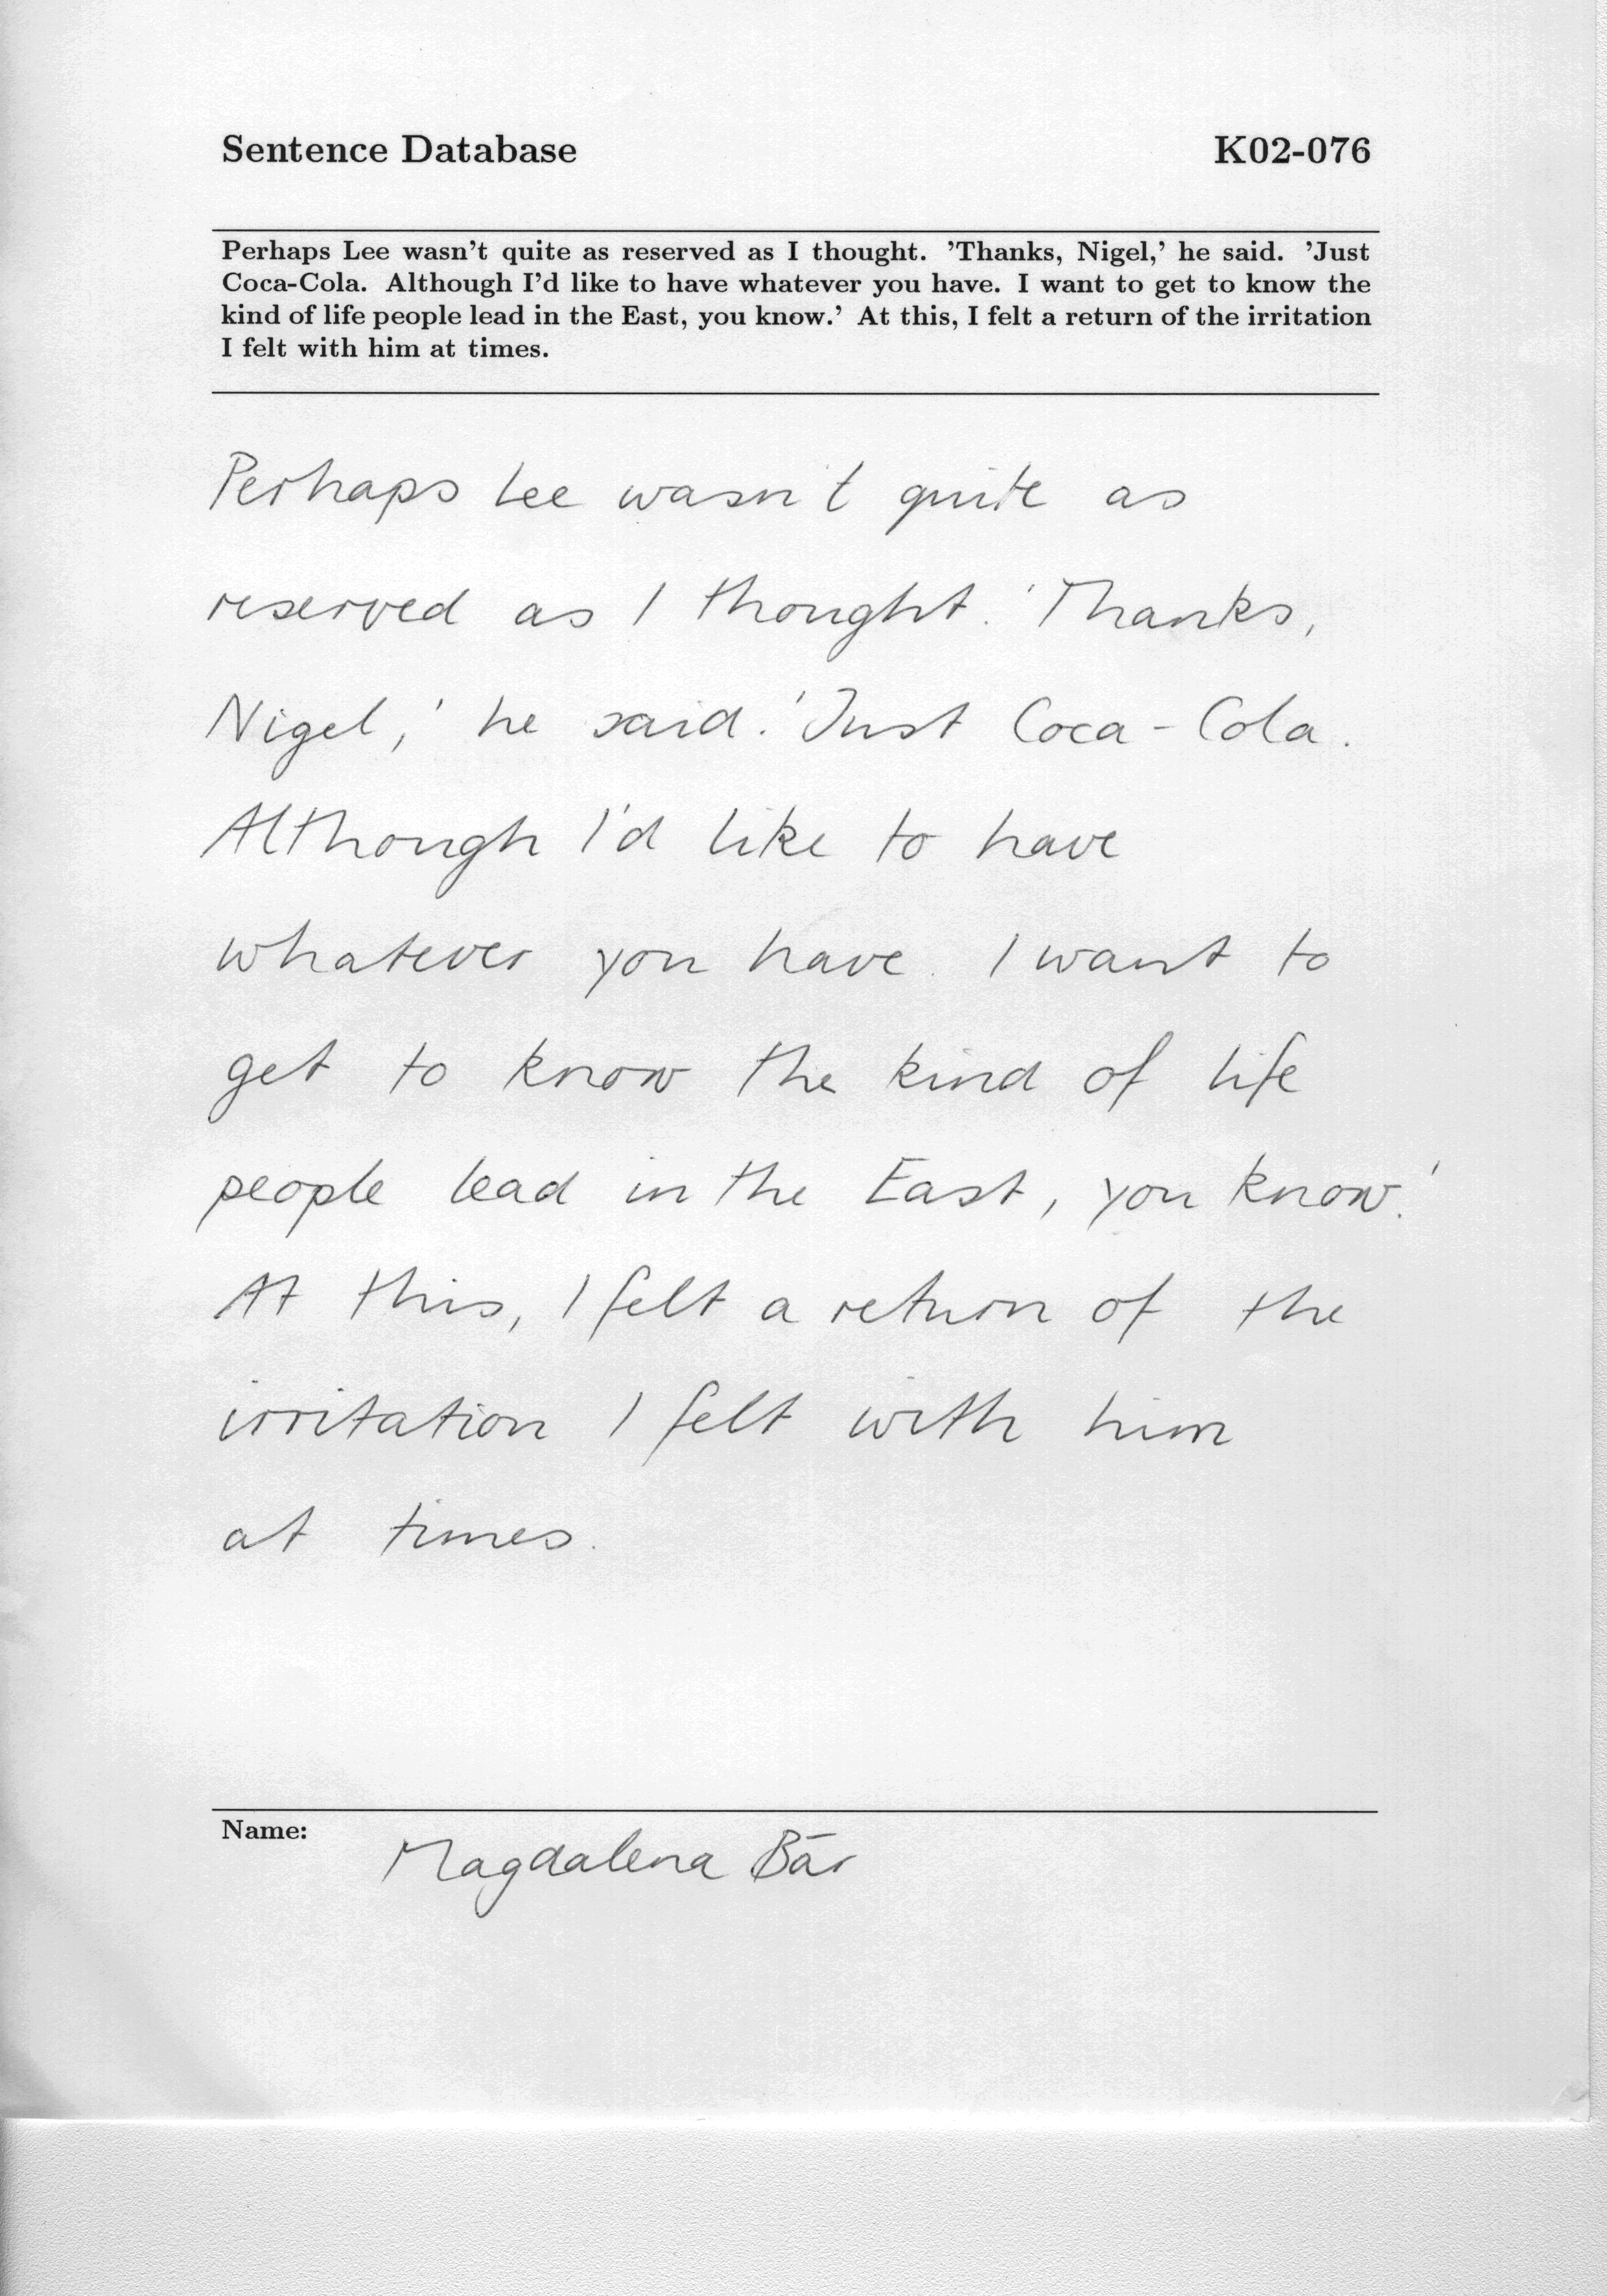 Sentence Database K02-076
Perhaps Lee wasn't quite as reserved as I thought. 'Thanks, Nigel,' he said. 'Just
Coca-Cola. Although I'd like to have whatever you have. I want to get to know the
kind of life people lead in the East, you know.' At this, I felt a return of the irritation
I felt with him at times.
Perhaps Lee wasn't quite as
reserved as I thought. 'Thanks,
Nigel,' he said. 'Just Coca-Cola.
Although I'd like to have
whatever you have. I want to
get to know the kind of life
people lead in the East, you know.'
At this, I felt a return of the
irritation I felt with him
at times.
Name: Magdalena Bär